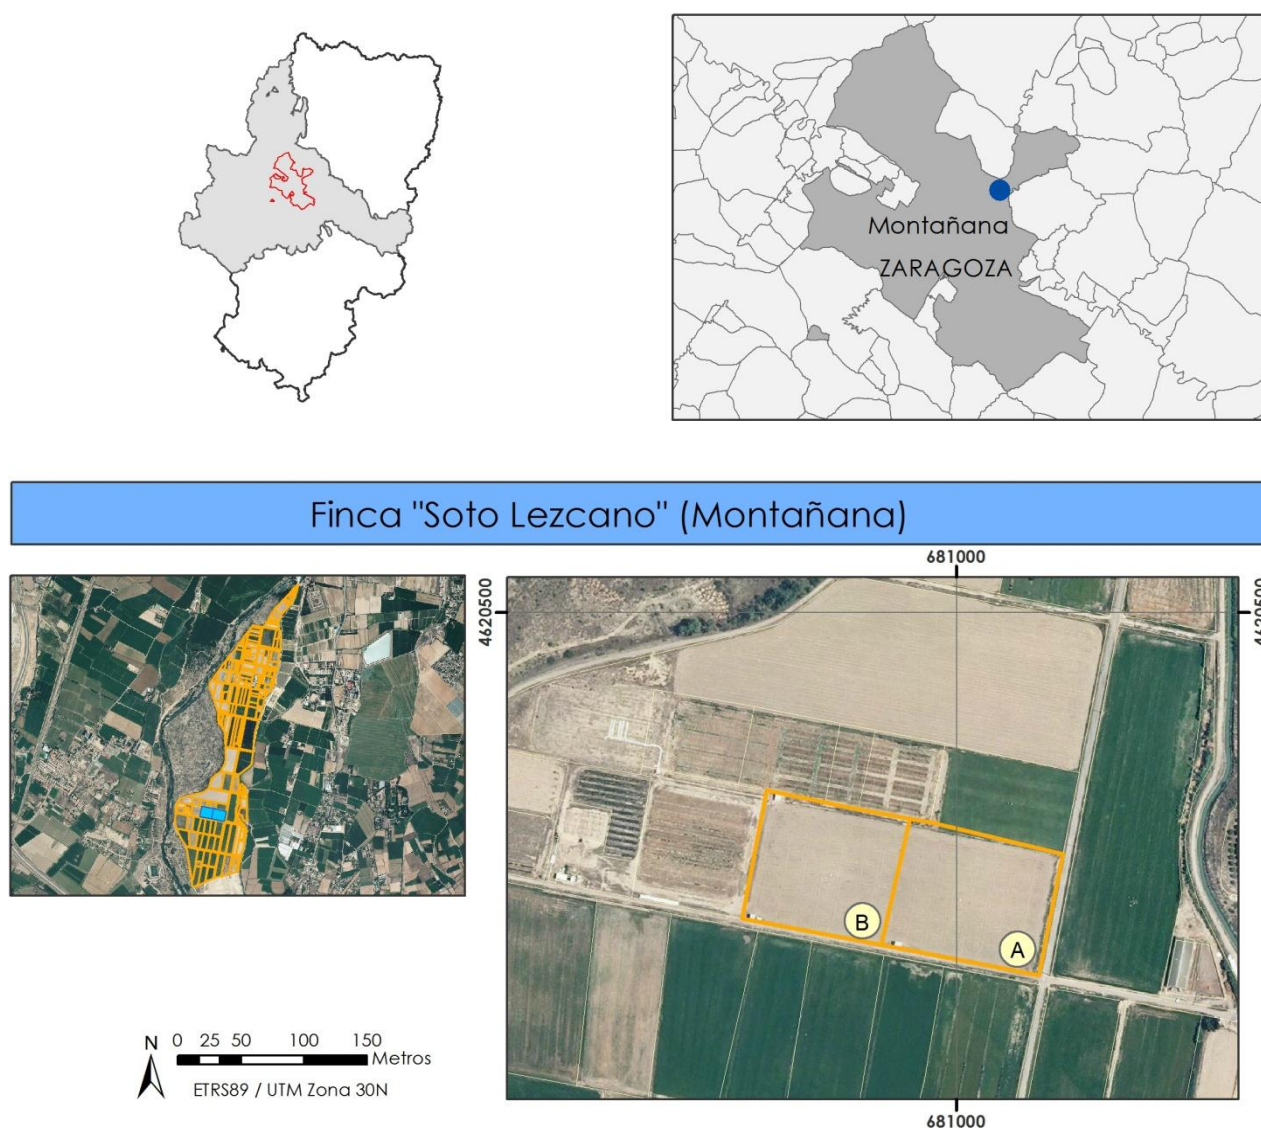 Montañana
ZARAGOZA
Finca "Soto Lezcano" (Montañana)
681000
4620500
4620500
B
A
N
0 25 50 100 150
Metros
ETRS89 / UTM Zona 30N
681000